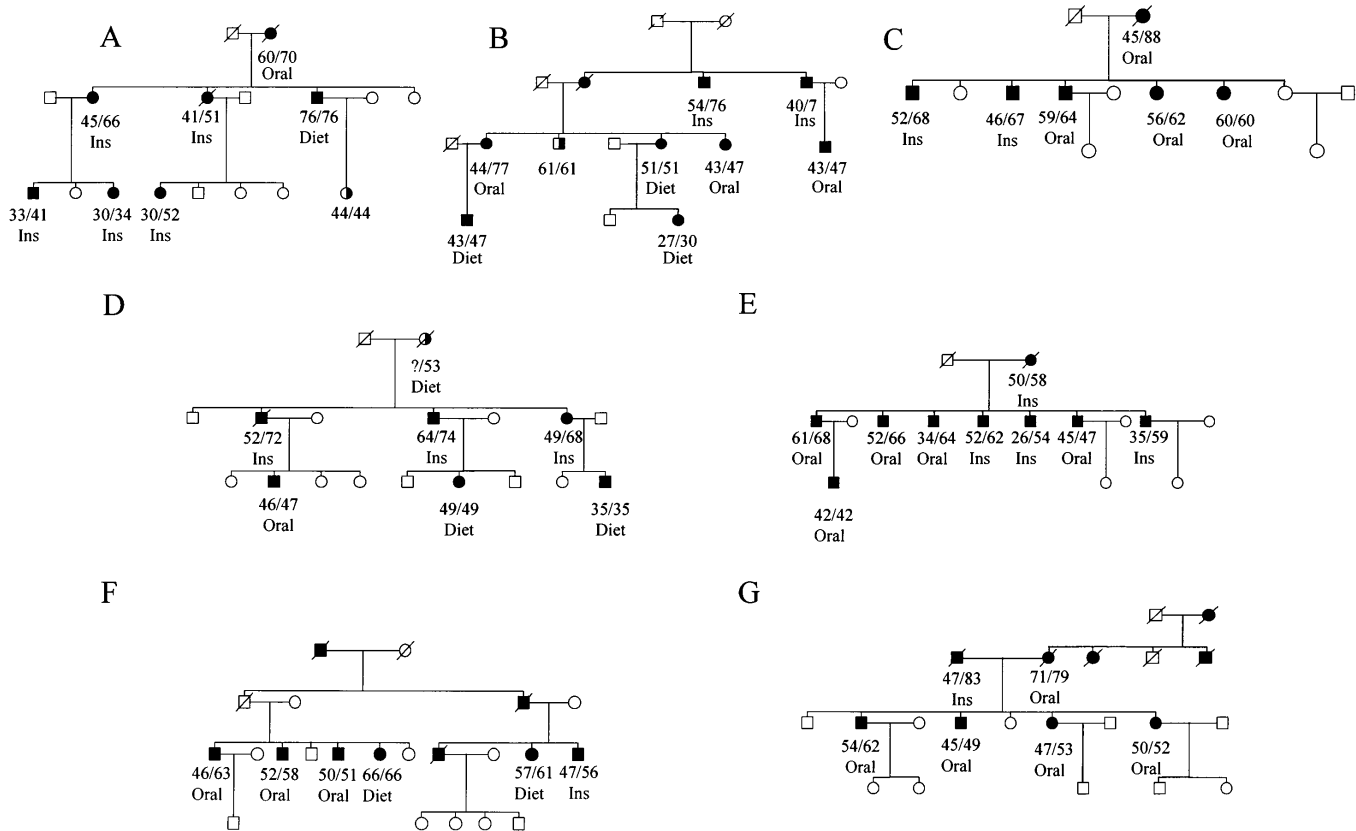 A
60/70
Oral
45/66
Ins
41/51
Ins
76/76
Diet
33/41
Ins
30/34
Ins
30/52
Ins
44/44
B
54/76
Ins
40/7
Ins
44/77
Oral
61/61
51/51
Diet
43/47
Oral
43/47
Oral
43/47
Diet
27/30
Diet
C
45/88
Oral
52/68
Ins
46/67
Ins
59/64
Oral
56/62
Oral
60/60
Oral
D
?/53
Diet
52/72
Ins
64/74
Ins
49/68
Ins
46/47
Oral
49/49
Diet
35/35
Diet
E
50/58
Ins
61/68
Oral
52/66
Oral
34/64
Oral
52/62
Ins
26/54
Ins
45/47
Oral
35/59
Ins
42/42
Oral
F
46/63
Oral
52/58
Oral
50/51
Oral
66/66
Diet
57/61
Diet
47/56
Ins
G
47/83
Ins
71/79
Oral
54/62
Oral
45/49
Oral
47/53
Oral
50/52
Oral